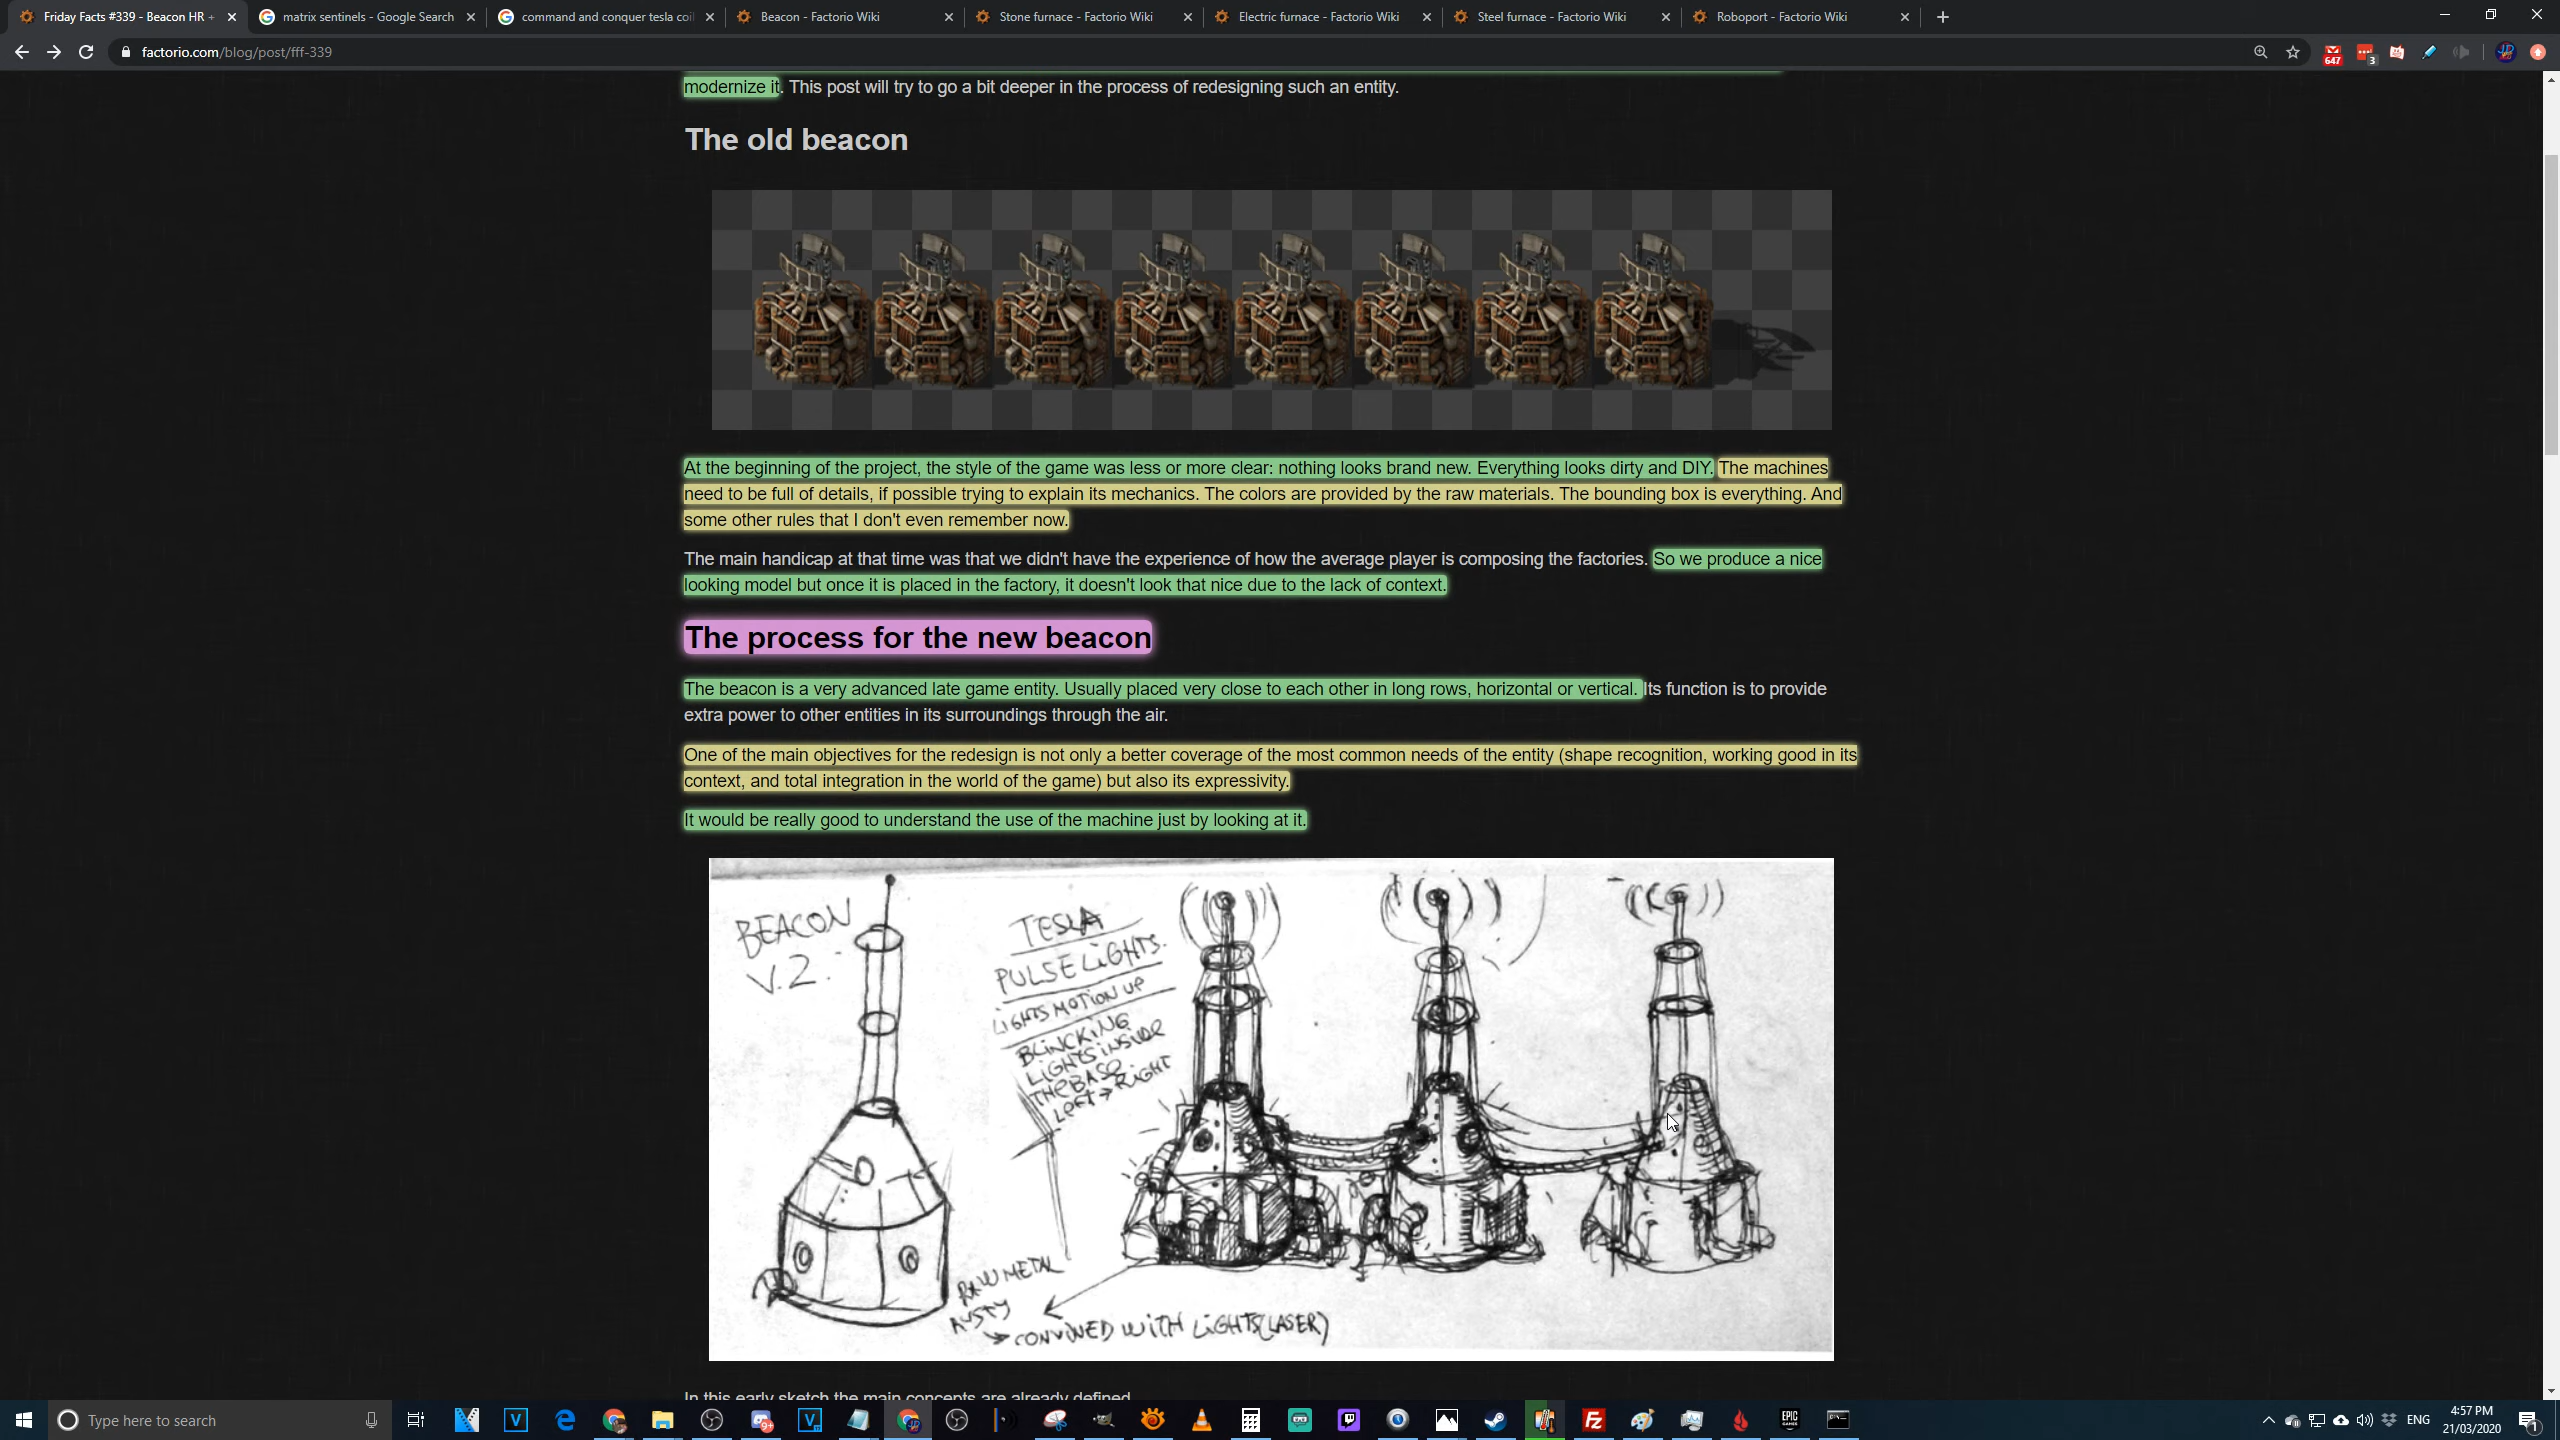 Friday Facts #339 - Beacon HR +
matrix sentinels - Google Search
command and conquer tesla coil
Beacon - Factorio Wiki
Stone furnace - Factorio Wiki
Electric furnace - Factorio Wiki
Steel furnace - Factorio Wiki
Roboport - Factorio Wiki
factorio.com/blog/post/fff-339
647
3
modernize it. This post will try to go a bit deeper in the process of redesigning such an entity.
The old beacon
At the beginning of the project, the style of the game was less or more clear: nothing looks brand new. Everything looks dirty and DIY. The machines
need to be full of details, if possible trying to explain its mechanics. The colors are provided by the raw materials. The bounding box is everything. And
some other rules that I don't even remember now.
The main handicap at that time was that we didn't have the experience of how the average player is composing the factories. So we produce a nice
looking model but once it is placed in the factory, it doesn't look that nice due to the lack of context.
The process for the new beacon
The beacon is a very advanced late game entity. Usually placed very close to each other in long rows, horizontal or vertical. Its function is to provide
extra power to other entities in its surroundings through the air.
One of the main objectives for the redesign is not only a better coverage of the most common needs of the entity (shape recognition, working good in its
context, and total integration in the world of the game) but also its expressivity.
It would be really good to understand the use of the machine just by looking at it.
BEACON
V.2.
TESLA
PULSE LIGHTS.
LIGHTS MOTION UP
BLINCKING
LIGHTS INSIDE
THE BASE
LEFT → RIGHT
RAW METAL
RUSTY
→ CONVINED WITH LIGHTS (LASER)
In this early sketch the main concepts are already defined
Type here to search
ENG
4:57 PM
21/03/2020
1